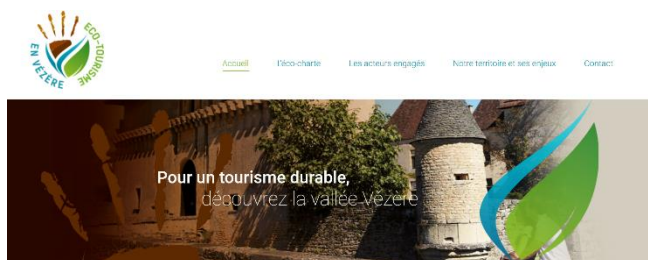 EN VÉZÈRE ECO-TOURISME
Accueil L'éco-charte Les acteurs engagés Notre territoire et ses enjeux Contact
Pour un tourisme durable,
découvrez la vallée Vézère